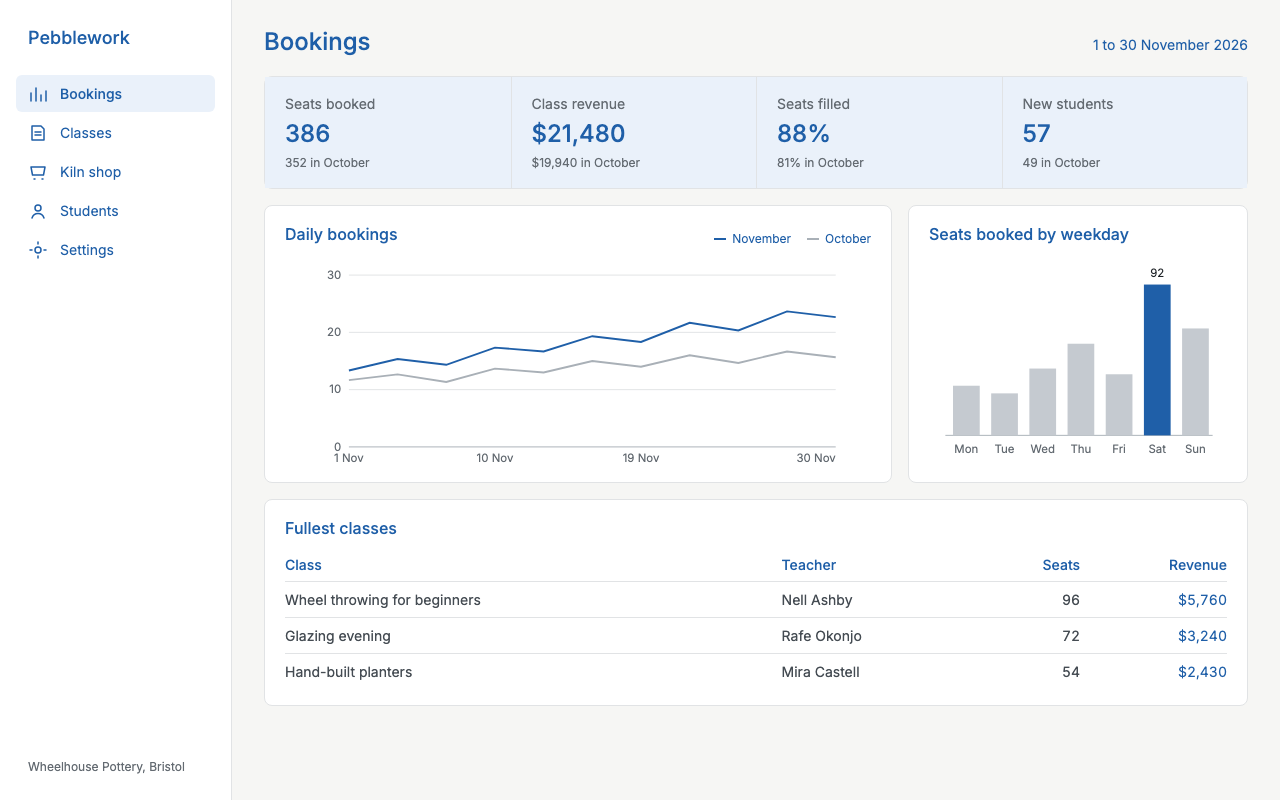 Pebblework
Bookings
Classes
Kiln shop
Students
Settings
Wheelhouse Pottery, Bristol
Bookings
1 to 30 November 2026
Seats booked
386
352 in October
Class revenue
$21,480
$19,940 in October
Seats filled
88%
81% in October
New students
57
49 in October
Daily bookings
November
October
30
20
10
0
1 Nov
10 Nov
19 Nov
30 Nov
Seats booked by weekday
92
Mon
Tue
Wed
Thu
Fri
Sat
Sun
Fullest classes
Class Teacher Seats Revenue
Wheel throwing for beginners Nell Ashby 96 $5,760
Glazing evening Rafe Okonjo 72 $3,240
Hand-built planters Mira Castell 54 $2,430